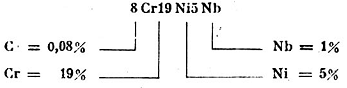 8 Cr19 Ni5 Nb
C = 0,08% Nb = 1%
Cr = 19% Ni = 5%